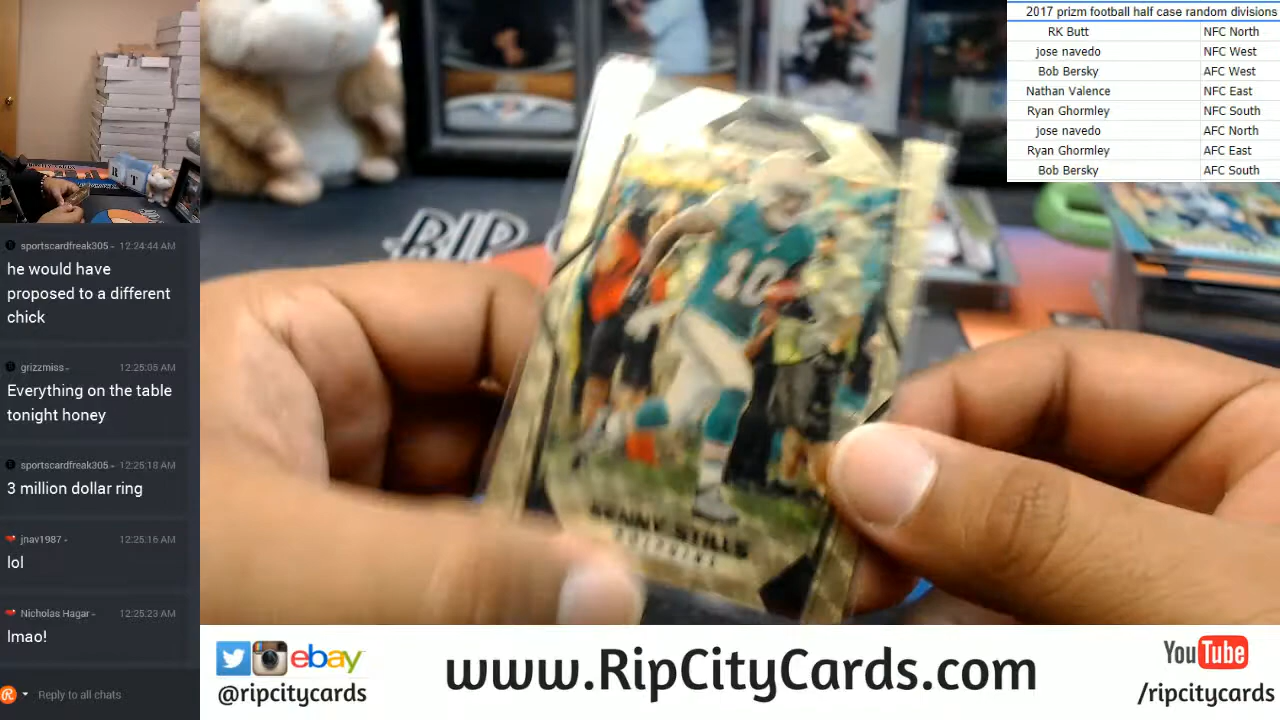 2017 prizm football half case random divisions
RK Butt NFC North
jose navedo NFC West
Bob Bersky AFC West
Nathan Valence NFC East
Ryan Ghormley NFC South
jose navedo AFC North
Ryan Ghormley AFC East
Bob Bersky AFC South
sportscardfreak305 - 12:24:44 AM
he would have
proposed to a different
chick
grizzmiss - 12:25:05 AM
Everything on the table
tonight honey
sportscardfreak305 - 12:25:18 AM
3 million dollar ring
jnav1987 - 12:25:16 AM
lol
Nicholas Hagar - 12:25:23 AM
lmao!
Reply to all chats
RIP
R T
10
KENNY STILLS
DOLPHINS
ebay
@ripcitycards
www.RipCityCards.com
YouTube
/ripcitycards